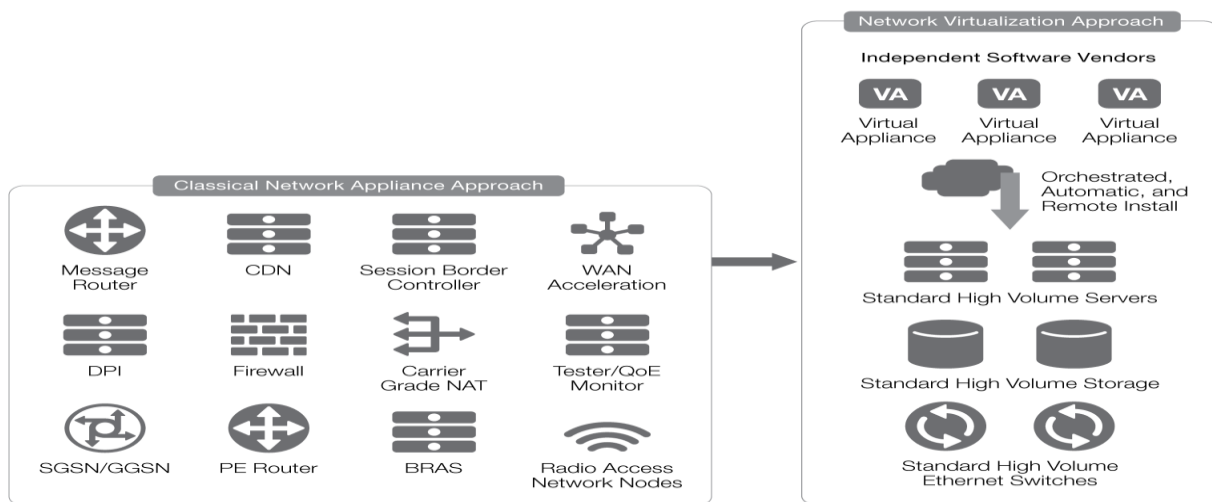 Network Virtualization Approach
Independent Software Vendors
VA
VA
VA
Virtual Appliance
Virtual Appliance
Virtual Appliance
Orchestrated,
Automatic, and
Remote Install
Standard High Volume Servers
Standard High Volume Storage
Standard High Volume
Ethernet Switches
Classical Network Appliance Approach
Message
Router
CDN
Session Border
Controller
WAN
Acceleration
DPI
Firewall
Carrier
Grade NAT
Tester/QoE
Monitor
SGSN/GGSN
PE Router
BRAS
Radio Access
Network Nodes